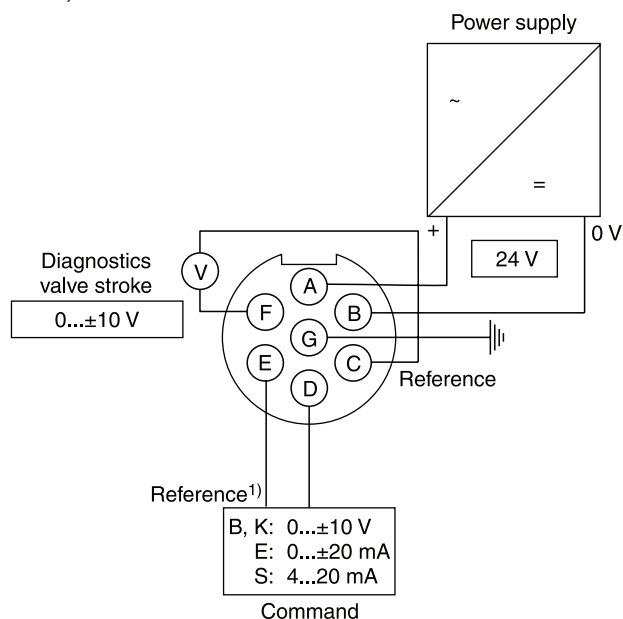 Power supply
~
=
+
0 V
24 V
V
Diagnostics
valve stroke
0...±10 V
A
F
B
G
E
C
D
Reference
Reference1)
B, K: 0...±10 V
E: 0...±20 mA
S: 4...20 mA
Command